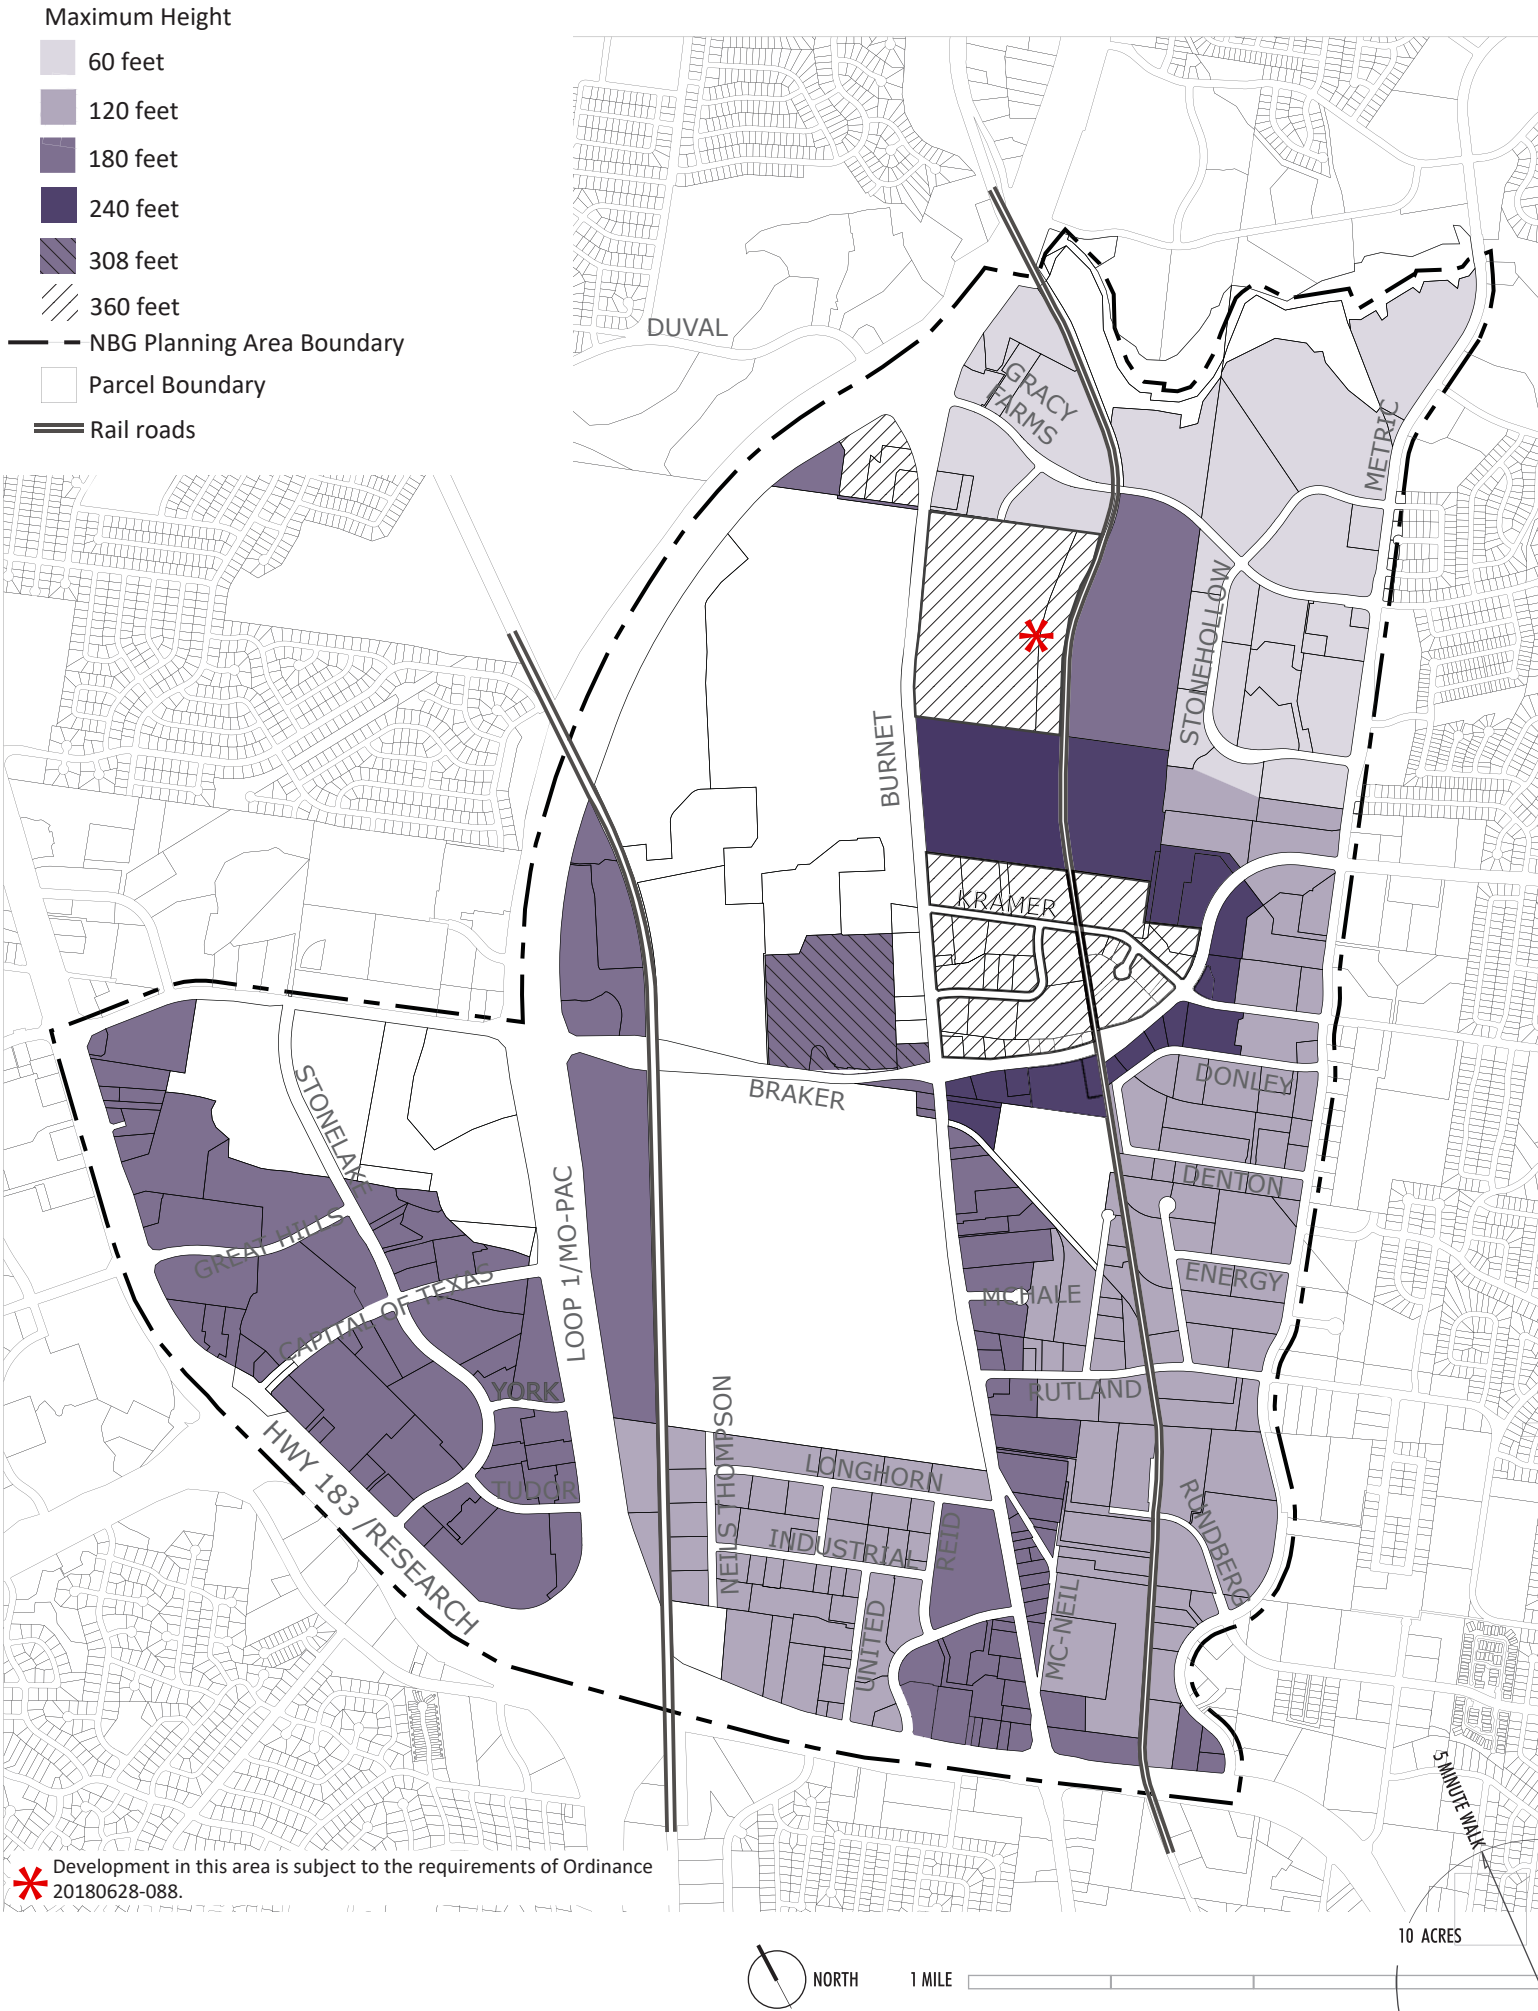 Maximum Height
60 feet
120 feet
180 feet
240 feet
308 feet
360 feet
NBG Planning Area Boundary
Parcel Boundary
Rail roads
DUVAL
GRACY
FARMS
METRIC
STONEHOLLOW
BURNET
KRAMER
BRAKER
DONLEY
DENTON
ENERGY
STONELAKE
GREAT HILLS
CAPITAL OF TEXAS
LOOP 1/MO-PAC
MCHALE
RUTLAND
YORK
TUDOR
HWY 183 /RESEARCH
NEILS THOMPSON
LONGHORN
INDUSTRIAL
REID
UNITED
MC-NEIL
RUNDBERG
5 MINUTE WALK
* Development in this area is subject to the requirements of Ordinance
20180628-088.
10 ACRES
NORTH
1 MILE